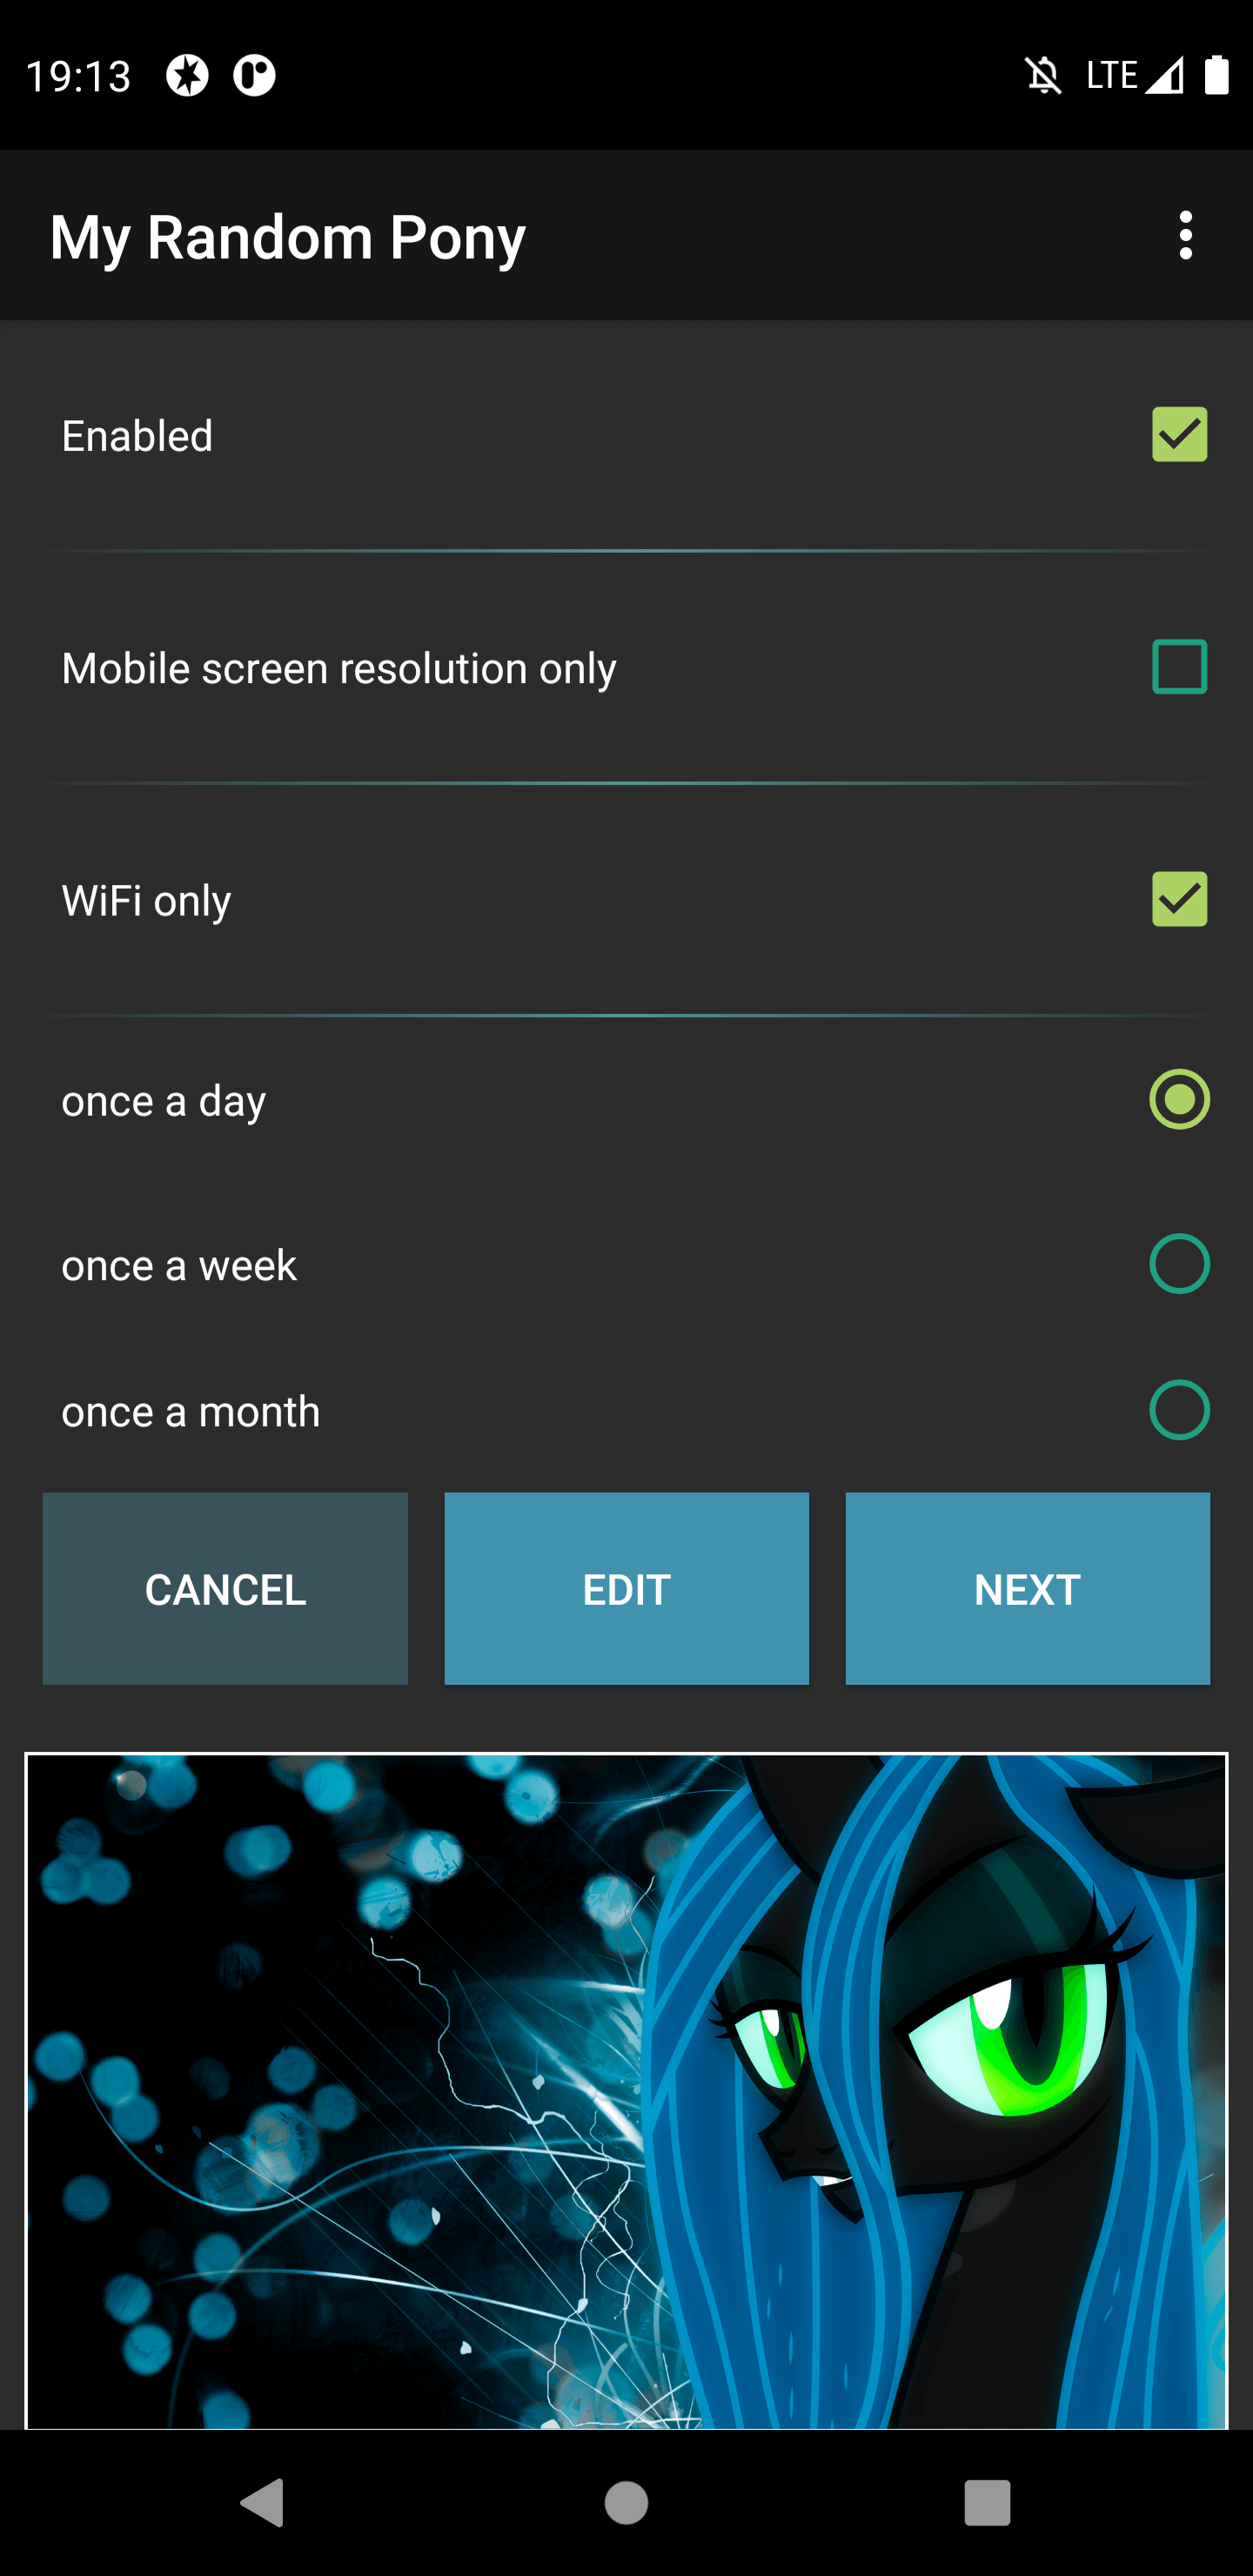 19:13
LTE
My Random Pony
Enabled
Mobile screen resolution only
WiFi only
once a day
once a week
once a month
CANCEL EDIT NEXT